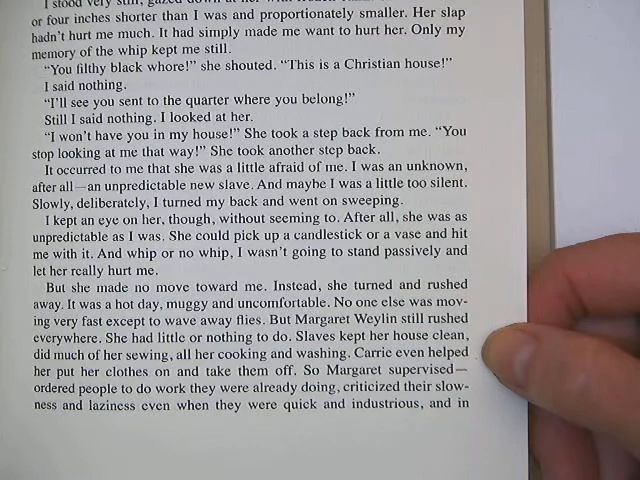 I stood very still, gazed down at her with
or four inches shorter than I was and proportionately smaller. Her slap
hadn't hurt me much. It had simply made me want to hurt her. Only my
memory of the whip kept me still.
"You filthy black whore!" she shouted. "This is a Christian house!"
I said nothing.
"I'll see you sent to the quarter where you belong!"
Still I said nothing. I looked at her.
"I won't have you in my house!" She took a step back from me. "You
stop looking at me that way!" She took another step back.
It occurred to me that she was a little afraid of me. I was an unknown,
after all—an unpredictable new slave. And maybe I was a little too silent.
Slowly, deliberately, I turned my back and went on sweeping.
I kept an eye on her, though, without seeming to. After all, she was as
unpredictable as I was. She could pick up a candlestick or a vase and hit
me with it. And whip or no whip, I wasn't going to stand passively and
let her really hurt me.
But she made no move toward me. Instead, she turned and rushed
away. It was a hot day, muggy and uncomfortable. No one else was mov-
ing very fast except to wave away flies. But Margaret Weylin still rushed
everywhere. She had little or nothing to do. Slaves kept her house clean,
did much of her sewing, all her cooking and washing. Carrie even helped
her put her clothes on and take them off. So Margaret supervised—
ordered people to do work they were already doing, criticized their slow-
ness and laziness even when they were quick and industrious, and in